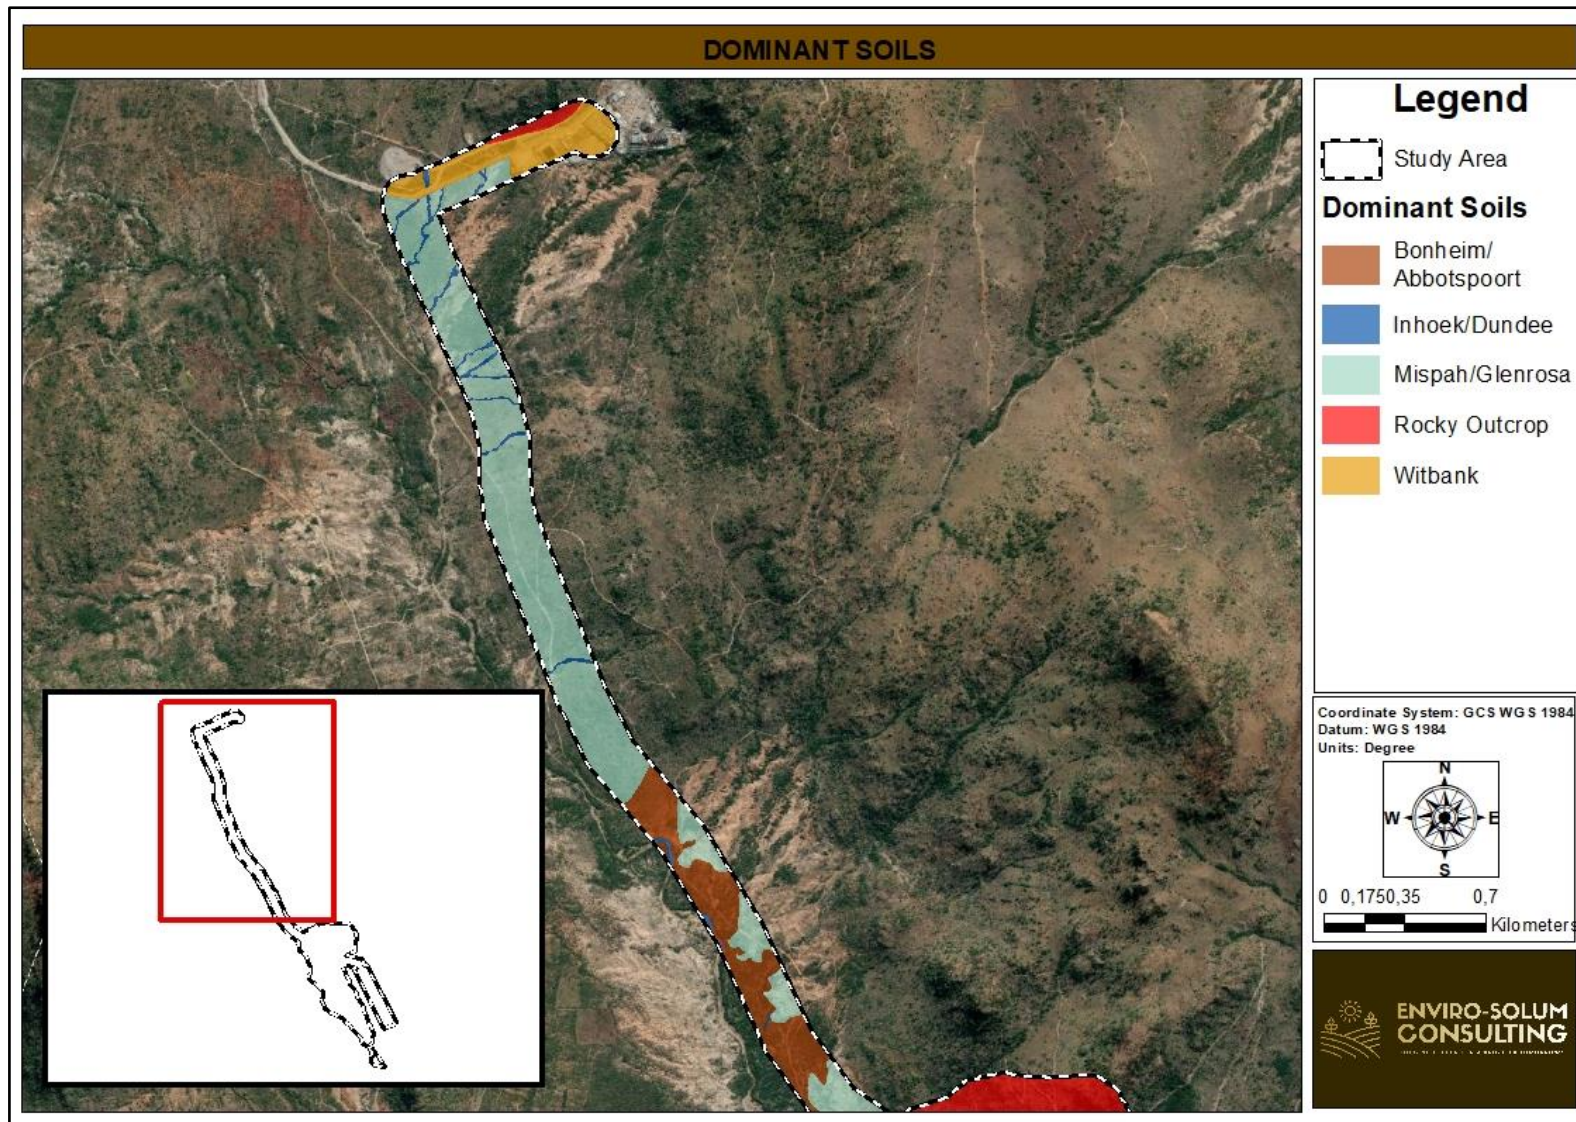 DOMINANT SOILS
Legend
Study Area
Dominant Soils
Bonheim/
Abbotspoort
Inhoek/Dundee
Mispah/Glenrosa
Rocky Outcrop
Witbank
Coordinate System: GCS WGS 1984
Datum: WGS 1984
Units: Degree
N
W E
S
0 0,1750,35 0,7
Kilometers
ENVIRO-SOLUM
CONSULTING